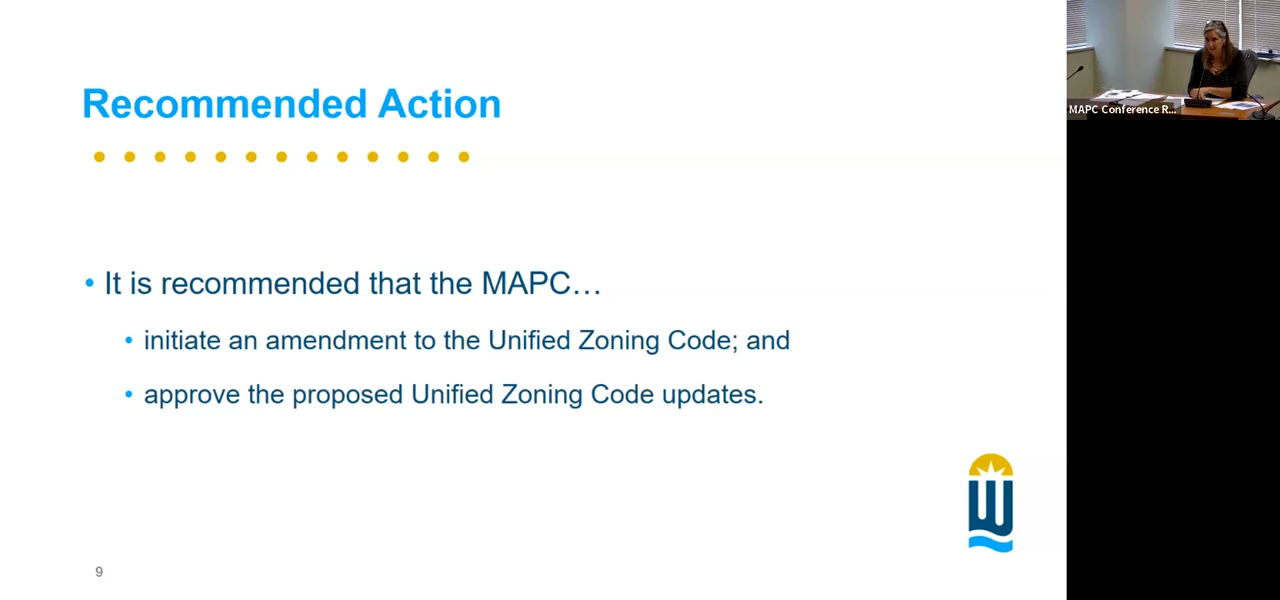 Recommended Action
• It is recommended that the MAPC…
• initiate an amendment to the Unified Zoning Code; and
• approve the proposed Unified Zoning Code updates.
9
MAPC Conference R...